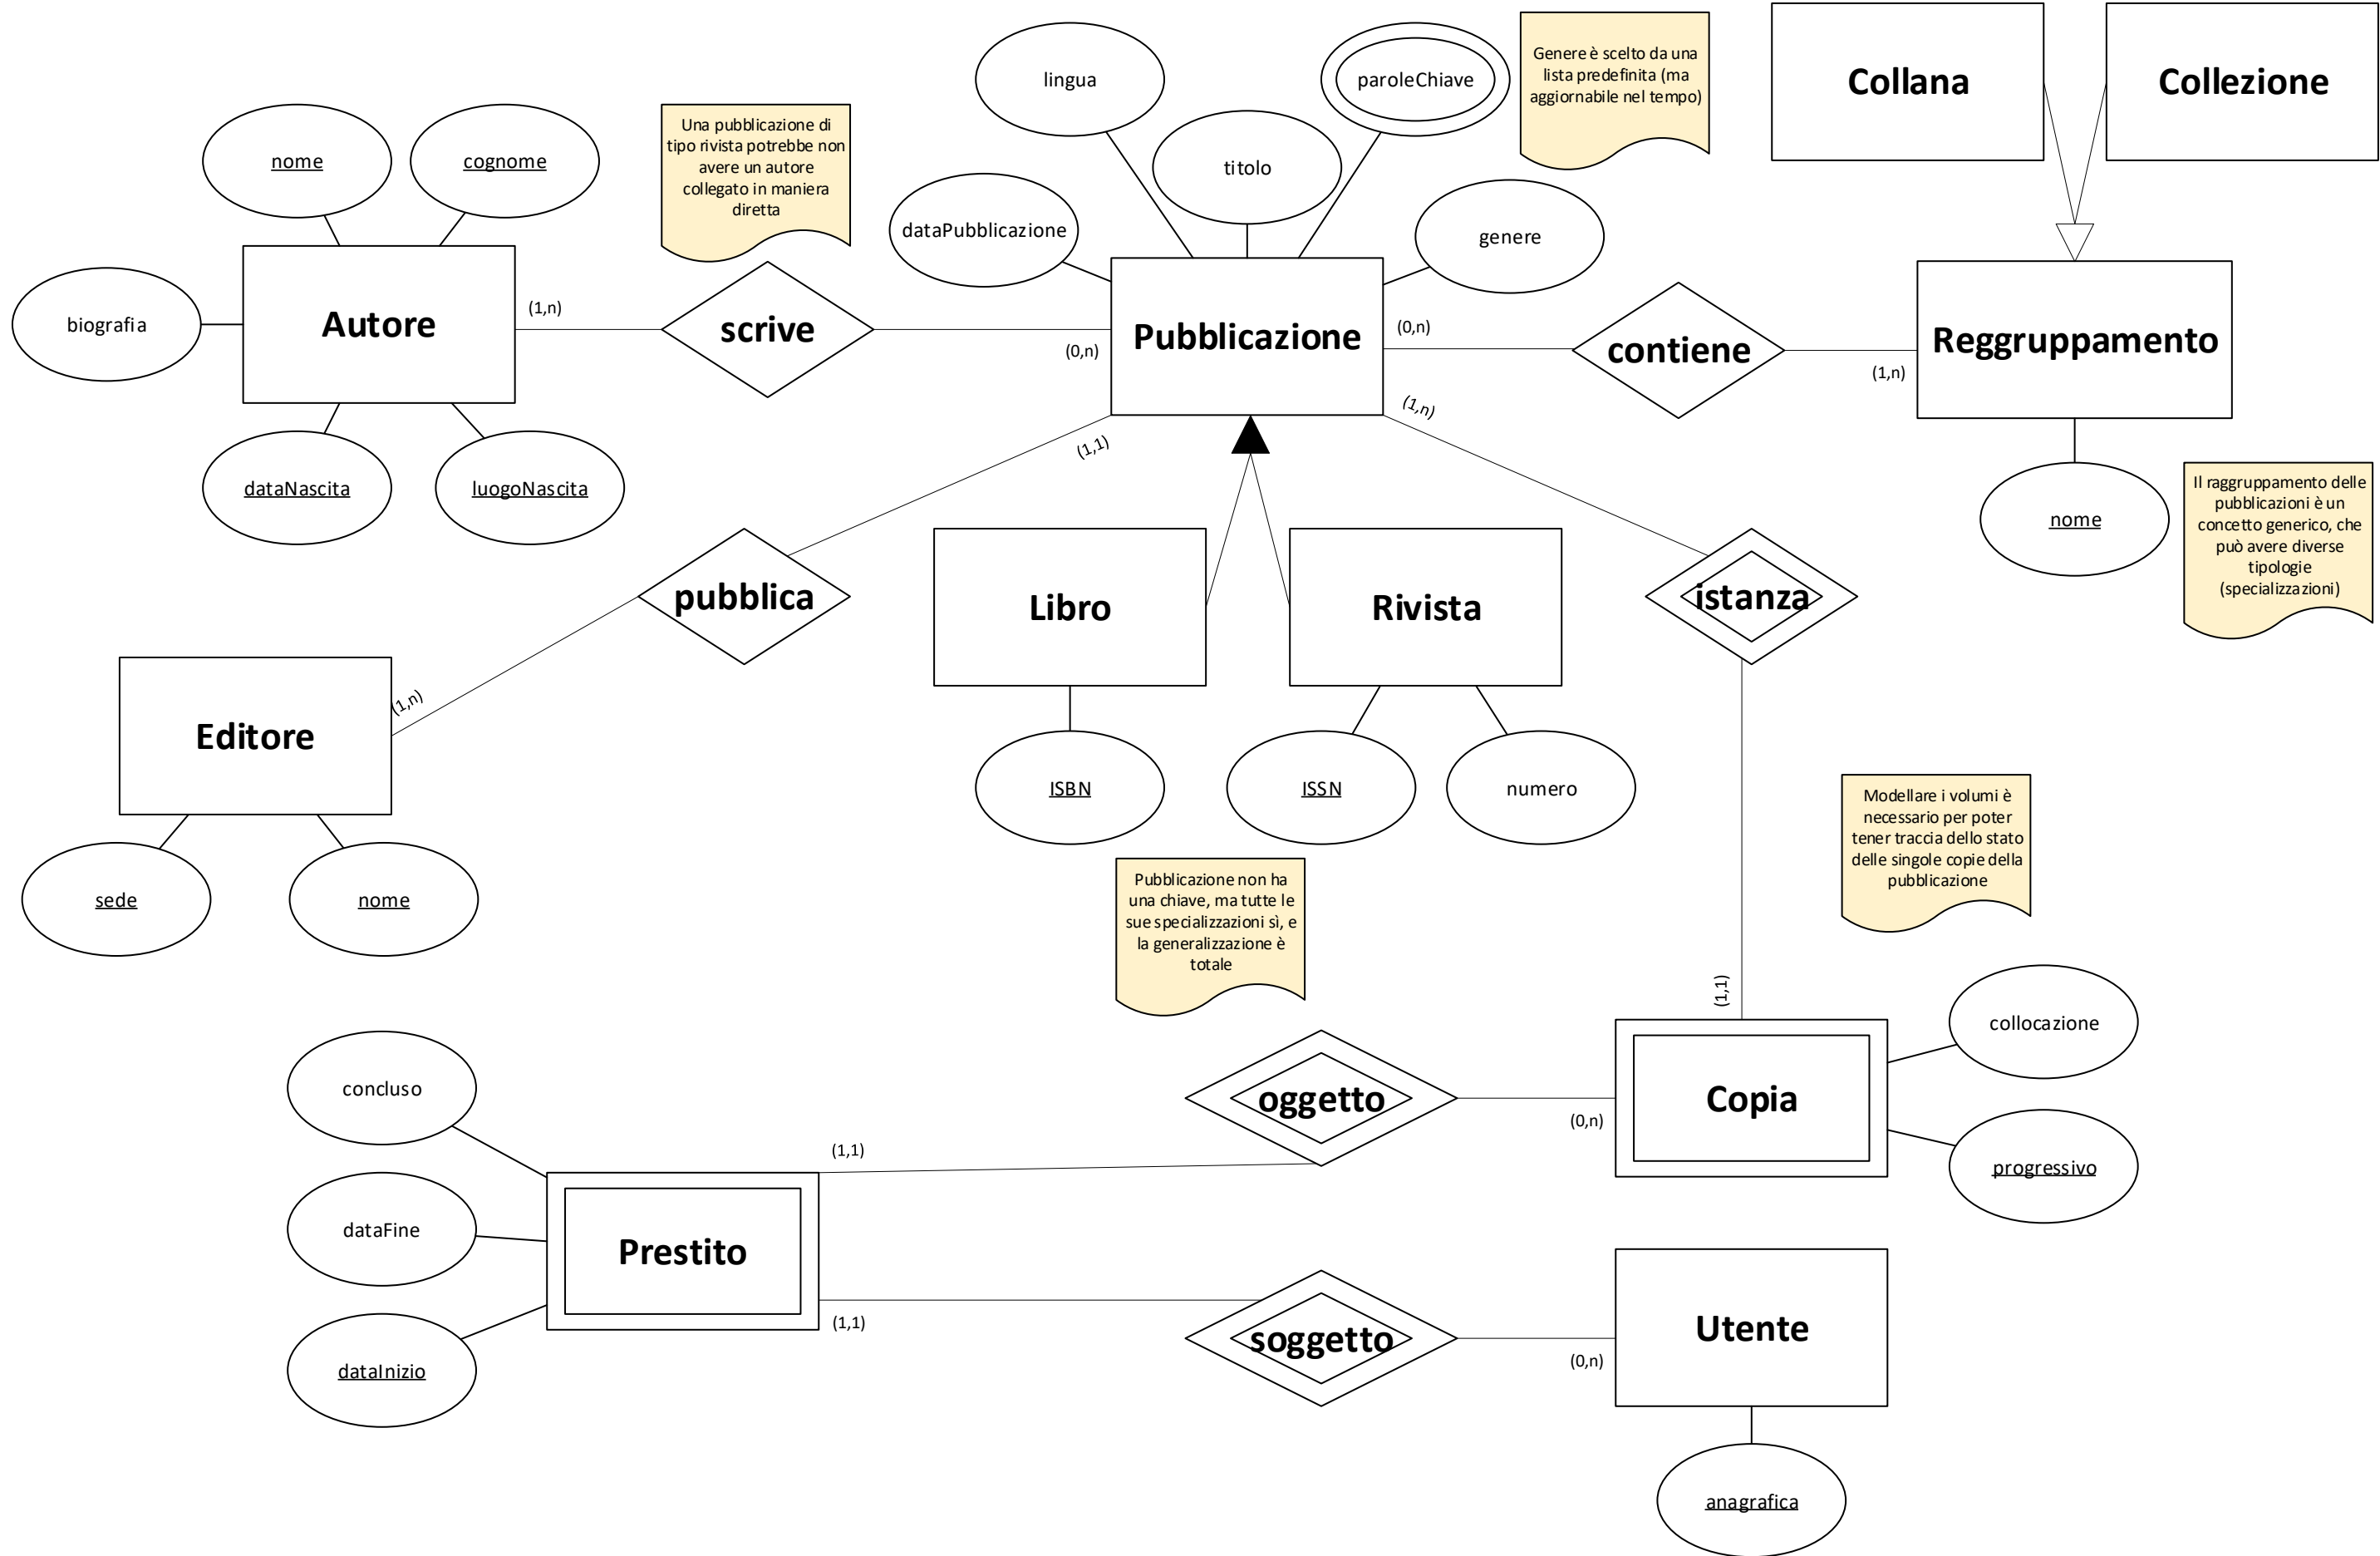 lingua
paroleChiave
Genere è scelto da una
lista predefinita (ma
aggiornabile nel tempo)
Collana
Collezione
nome
cognome
Una pubblicazione di
tipo rivista potrebbe non
avere un autore
collegato in maniera
diretta
titolo
dataPubblicazione
genere
biografia
Autore
(1,n)
scrive
(0,n)
Pubblicazione
(0,n)
contiene
(1,n)
Reggruppamento
dataNascita
luogoNascita
(1,1)
(1,n)
nome
Il raggruppamento delle
pubblicazioni è un
concetto generico, che
può avere diverse
tipologie
(specializzazioni)
pubblica
Libro
Rivista
istanza
(1,n)
Editore
ISBN
ISSN
numero
sede
nome
Pubblicazione non ha
una chiave, ma tutte le
sue specializzazioni sì, e
la generalizzazione è
totale
Modellare i volumi è
necessario per poter
tener traccia dello stato
delle singole copie della
pubblicazione
(1,1)
concluso
oggetto
(0,n)
Copia
collocazione
progressivo
(1,1)
dataFine
Prestito
dataInizio
(1,1)
soggetto
(0,n)
Utente
anagrafica